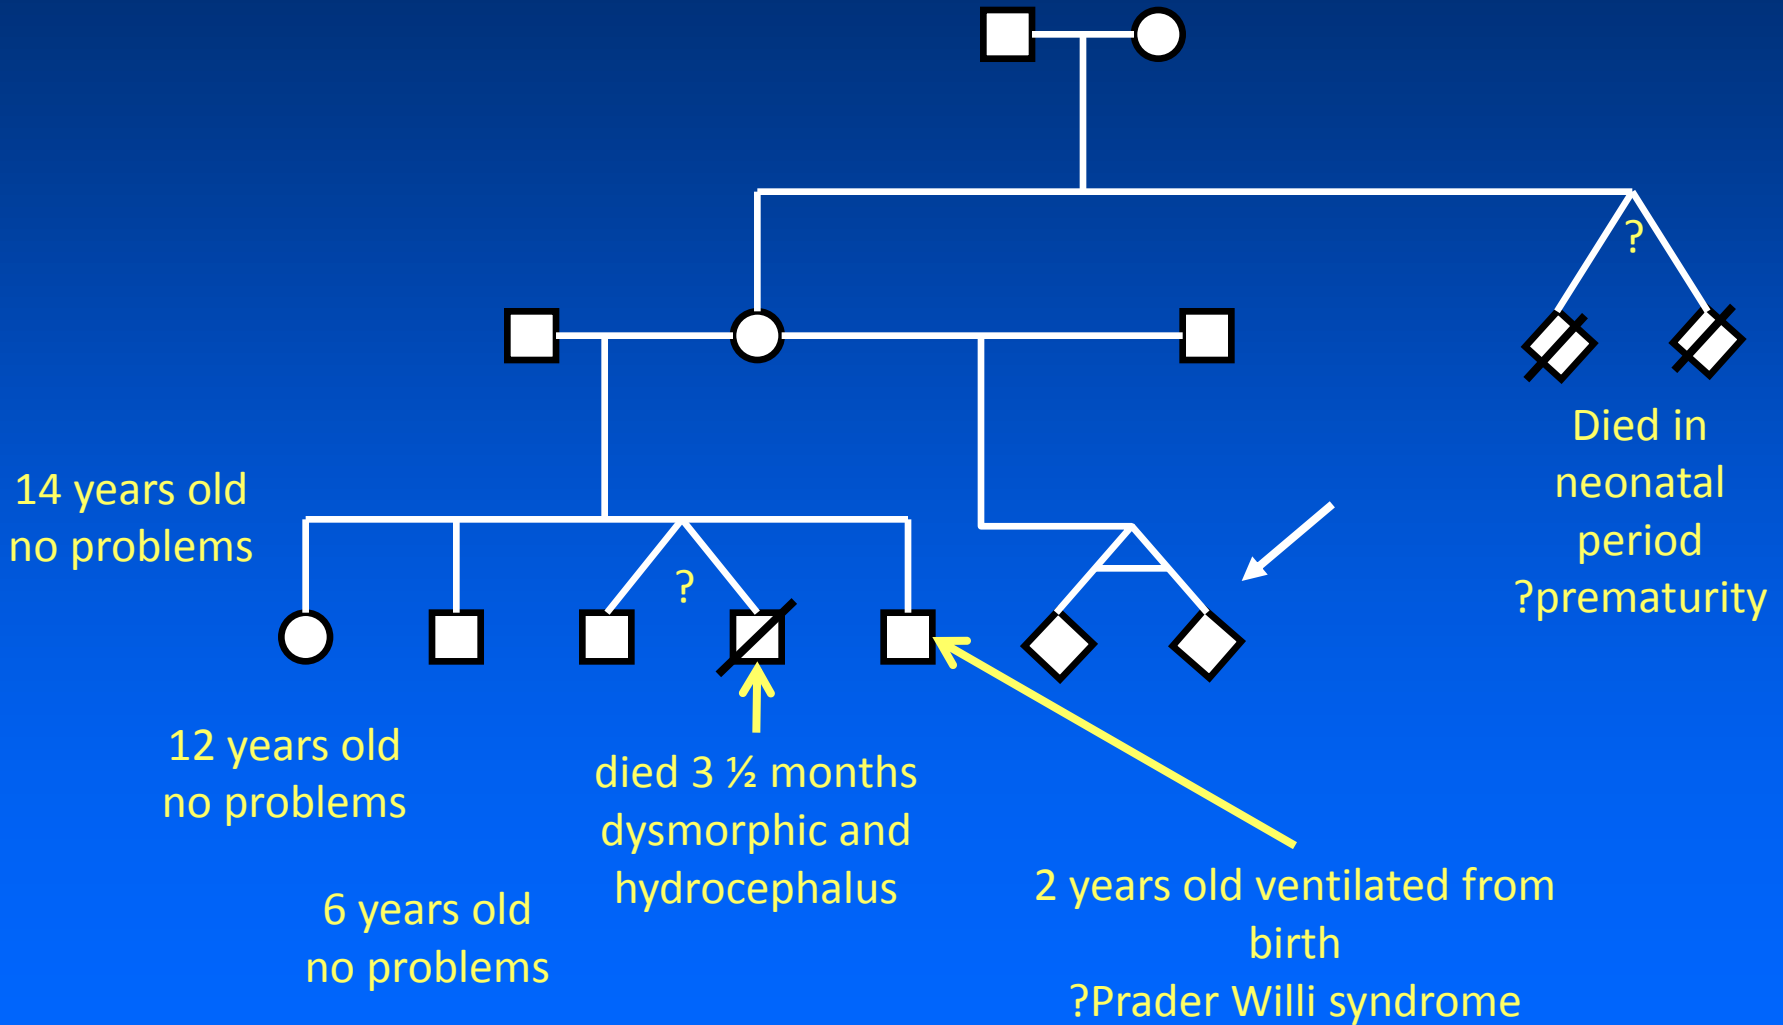 ?
Died in
neonatal
period
?prematurity
14 years old
no problems
?
12 years old
no problems
died 3 ½ months
dysmorphic and
hydrocephalus
6 years old
no problems
2 years old ventilated from
birth
?Prader Willi syndrome